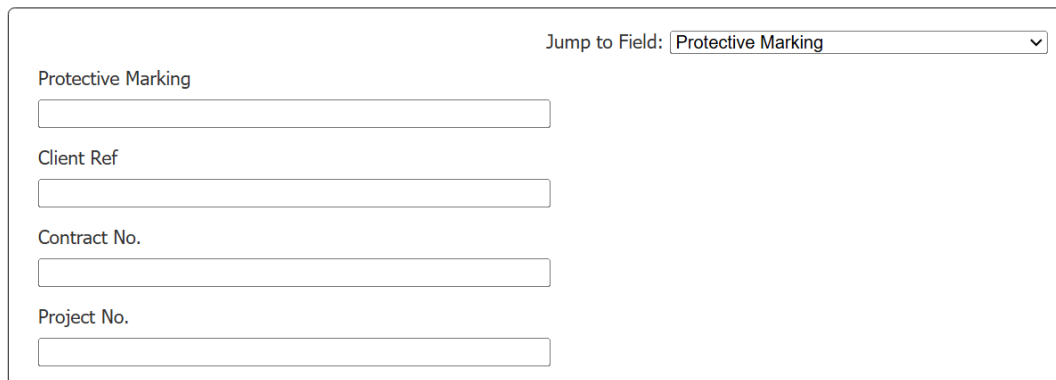 Jump to Field: Protective Marking
Protective Marking
Client Ref
Contract No.
Project No.